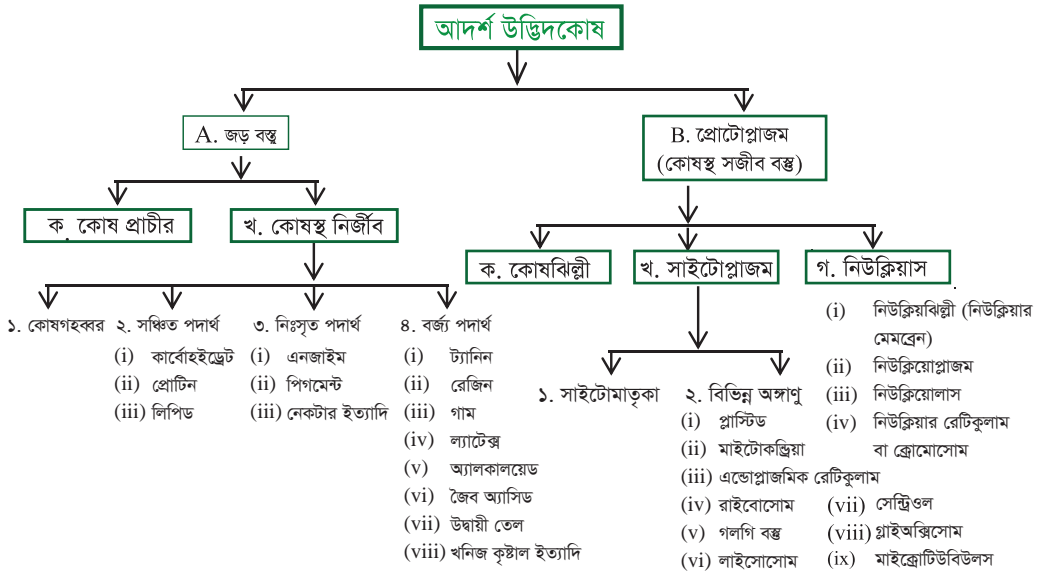 আদর্শ উদ্ভিদকোষ
A. জড় বস্তু
B. প্রোটোপ্লাজম
(কোষস্থ সজীব বস্তু)
ক. কোষ প্রাচীর
খ. কোষস্থ নির্জীব
ক. কোষঝিল্লী
খ. সাইটোপ্লাজম
গ. নিউক্লিয়াস
১. কোষগহব্বর
২. সঞ্চিত পদার্থ
(i) কার্বোহইড্রেট
(ii) প্রোটিন
(iii) লিপিড
৩. নিঃসৃত পদার্থ
(i) এনজাইম
(ii) পিগমেন্ট
(iii) নেকটার ইত্যাদি
৪. বর্জ্য পদার্থ
(i) ট্যানিন
(ii) রেজিন
(iii) গাম
(iv) ল্যাটেক্স
(v) অ্যালকালয়েড
(vi) জৈব অ্যাসিড
(vii) উদ্বায়ী তেল
(viii) খনিজ কৃষ্টাল ইত্যাদি
১. সাইটোমাতৃকা
২. বিভিন্ন অঙ্গাণু
(i) প্লাস্টিড
(ii) মাইটোকন্ড্রিয়া
(iii) এন্ডোপ্লাজমিক রেটিকুলাম
(iv) রাইবোসোম
(v) গলগি বস্তু
(vi) লাইসোসোম
(vii) সেন্ট্রিওল
(viii) গ্লাইঅক্সিসোম
(ix) মাইক্রোটিউবিউলস
(i) নিউক্লিয়ঝিল্লী (নিউক্লিয়ার
মেমব্রেন)
(ii) নিউক্লিয়োপ্লাজম
(iii) নিউক্লিয়োলাস
(iv) নিউক্লিয়ার রেটিকুলাম
বা ক্রোমোসোম